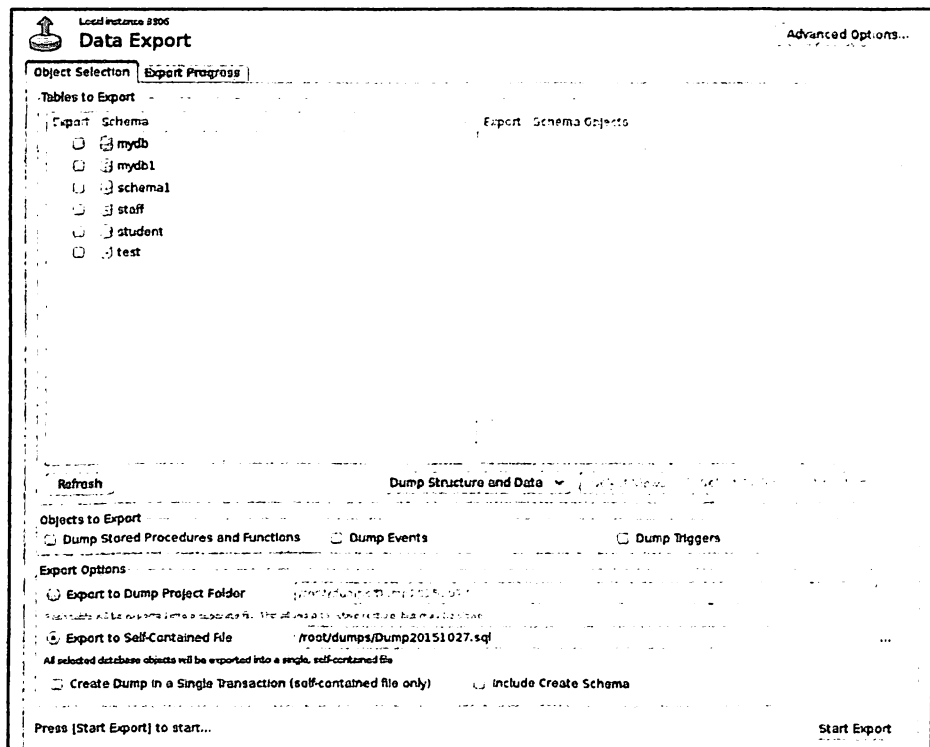 Local instance 3306
Data Export
Advanced Options...
Object Selection
Export Progress
Tables to Export
Export Schema
Export Schema Objects
mydb
mydb1
schema1
staff
student
test
Refresh
Dump Structure and Data
Objects to Export
Dump Stored Procedures and Functions
Dump Events
Dump Triggers
Export Options
Export to Dump Project Folder
Export to Self-Contained File
/root/dumps/Dump20151027.sql
...
All selected database objects will be exported into a single, self-contained file
Create Dump in a Single Transaction (self-contained file only)
Include Create Schema
Press [Start Export] to start...
Start Export